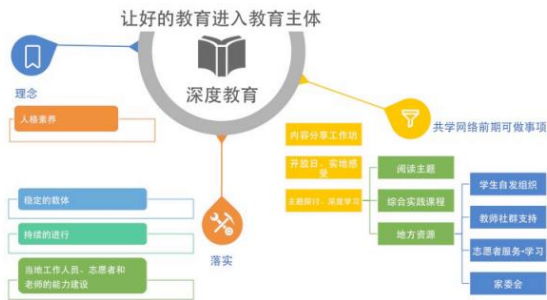 让好的教育进入教育主体
深度教育
理念
人格素养
共学网络前期可做事项
内容分享工作坊
开放日、实地感
受
主题探讨、深度学习
阅读主题
综合实践课程
地方资源
学生自发组织
教师社群支持
志愿者服务·学习
家委会
稳定的载体
持续的进行
当地工作人员、志愿者和
老师的能力建设
落实